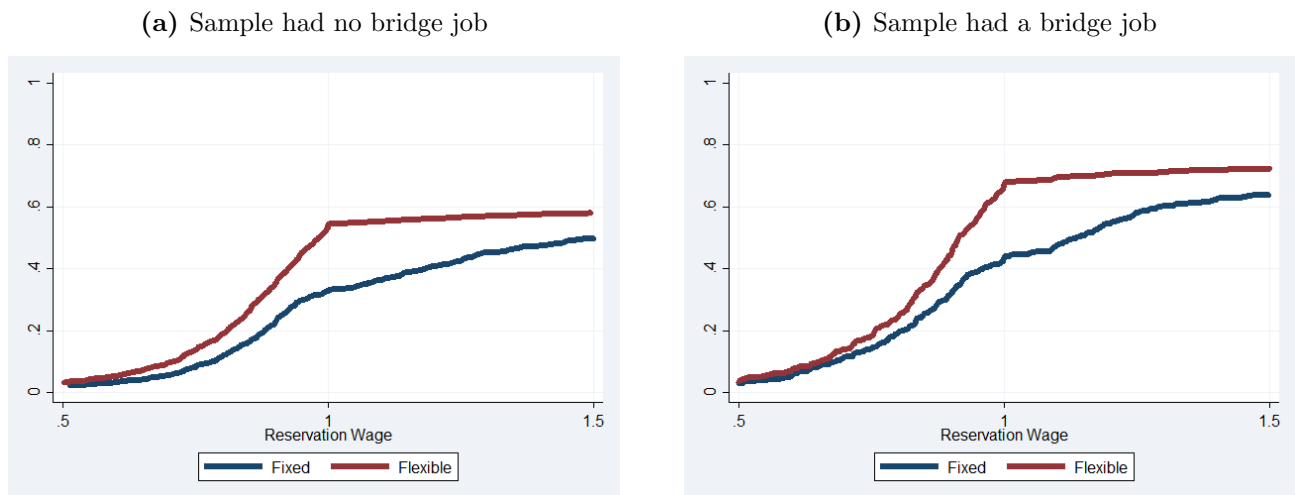 (a) Sample had no bridge job
1
.8
.6
.4
.2
0
.5
1
1.5
Reservation Wage
Fixed
Flexible
(b) Sample had a bridge job
1
.8
.6
.4
.2
0
.5
1
1.5
Reservation Wage
Fixed
Flexible